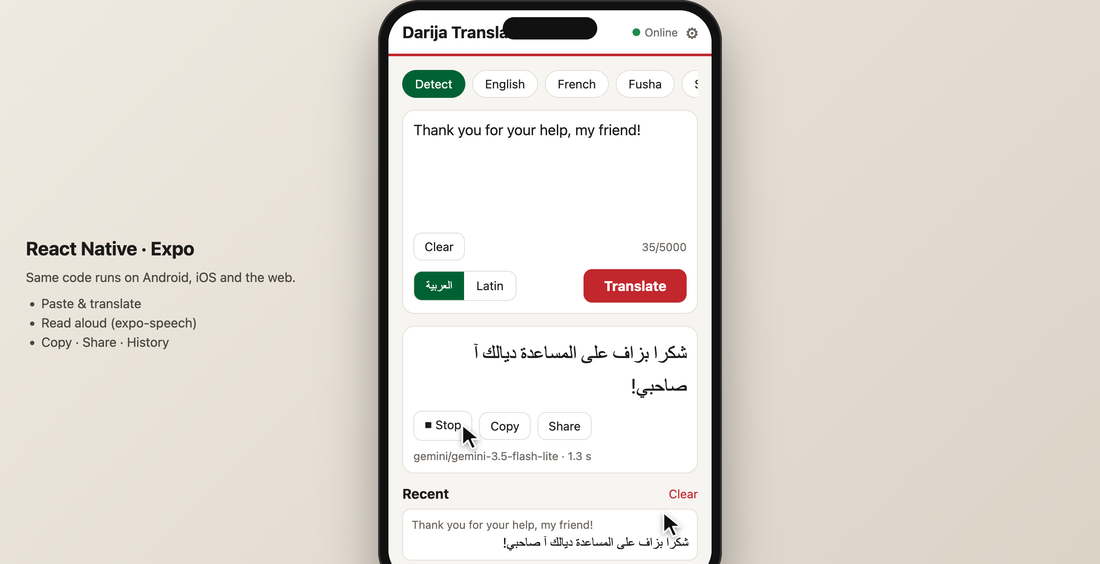 Darija Transla
Online
Detect
English
French
Fusha
Thank you for your help, my friend!
Clear
35/5000
العربية
Latin
Translate
React Native · Expo
Same code runs on Android, iOS and the web.
• Paste & translate
• Read aloud (expo-speech)
• Copy · Share · History
شكرا بزاف على المساعدة ديالك آ
صاحبي!
Stop
Copy
Share
gemini/gemini-3.5-flash-lite · 1.3 s
Recent
Clear
Thank you for your help, my friend!
شكرا بزاف على المساعدة ديالك آ صاحبي!